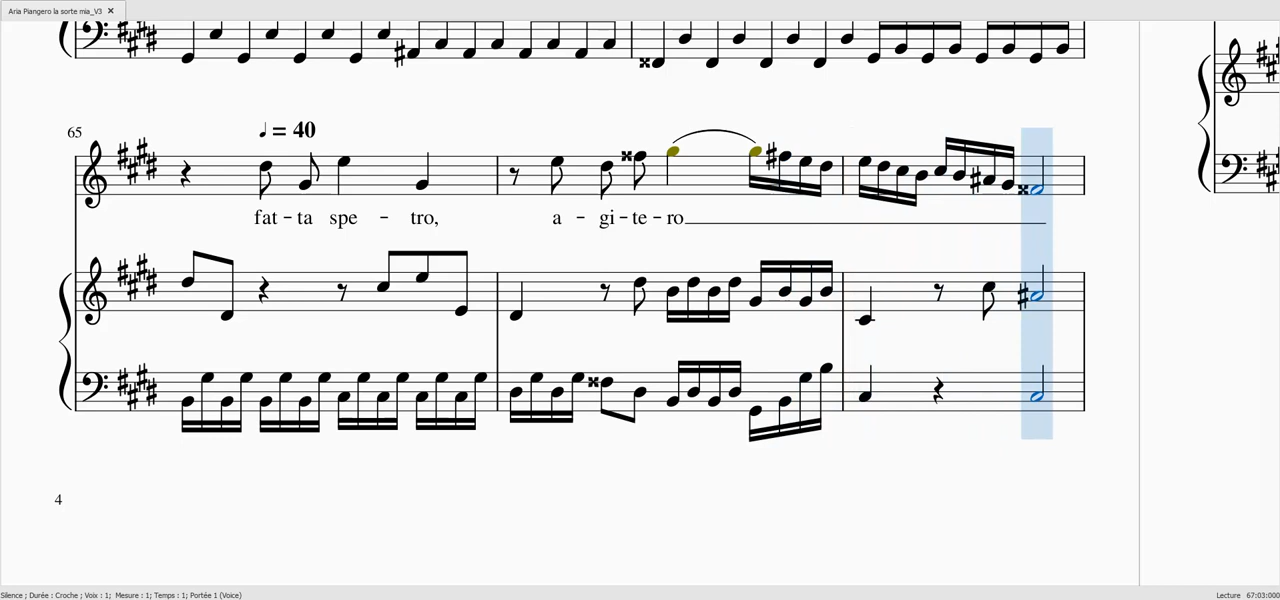 Aria Piangero la sorte mia_V3 ×
65
♩ = 40
fat - ta spe - tro, a - gi - te - ro
4
Silence ; Durée : Croche ; Voix : 1; Mesure : 1; Temps : 1; Portée 1 (Voice) Lecture 67:03:000